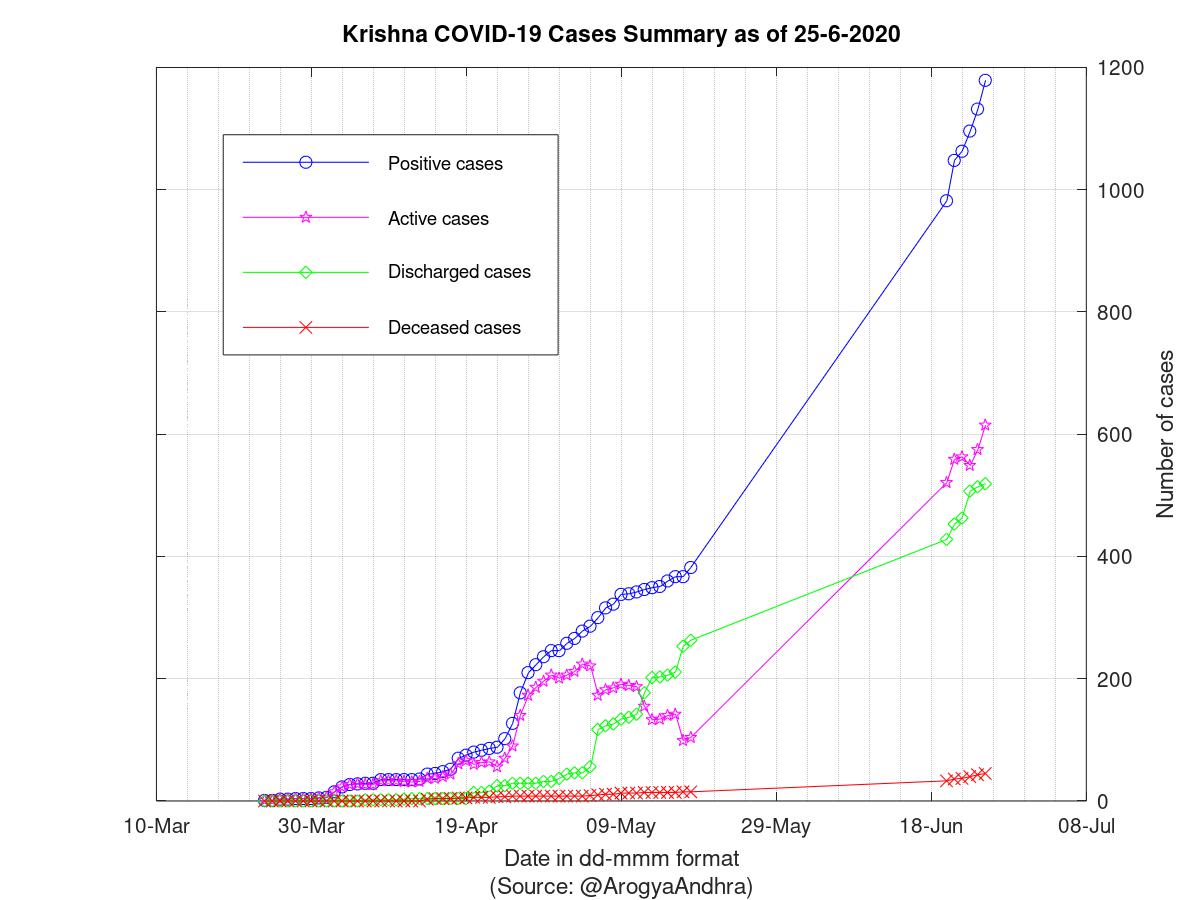 Krishna COVID-19 Cases Summary as of 25-6-2020
1200
Positive cases
1000
Active cases
Discharged cases
800
Deceased cases
600
400
200
0
Number of cases
10-Mar 30-Mar 19-Apr 09-May 29-May 18-Jun 08-Jul
Date in dd-mmm format
(Source: @ArogyaAndhra)